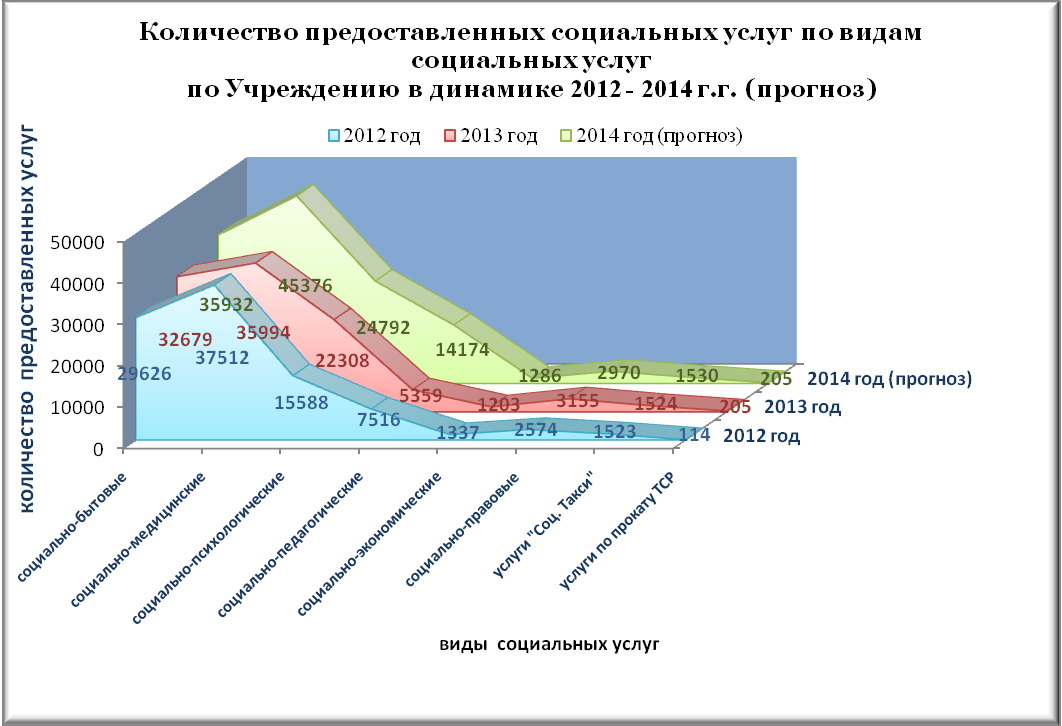 Количество предоставленных социальных услуг по видам
социальных услуг
по Учреждению в динамике 2012 - 2014 г.г. (прогноз)
2012 год 2013 год 2014 год (прогноз)
количество предоставленных услуг
50000
40000
30000
20000
10000
0
35932 45376 24792 14174 1286 2970 1530 205
32679 35994 22308 5359 1203 3155 1524 205
29626 37512 15588 7516 1337 2574 1523 114
2014 год (прогноз)
2013 год
2012 год
социально-бытовые
социально-медицинские
социально-психологические
социально-педагогические
социально-экономические
социально-правовые
услуги "Соц. Такси"
услуги по прокату ТСР
виды социальных услуг